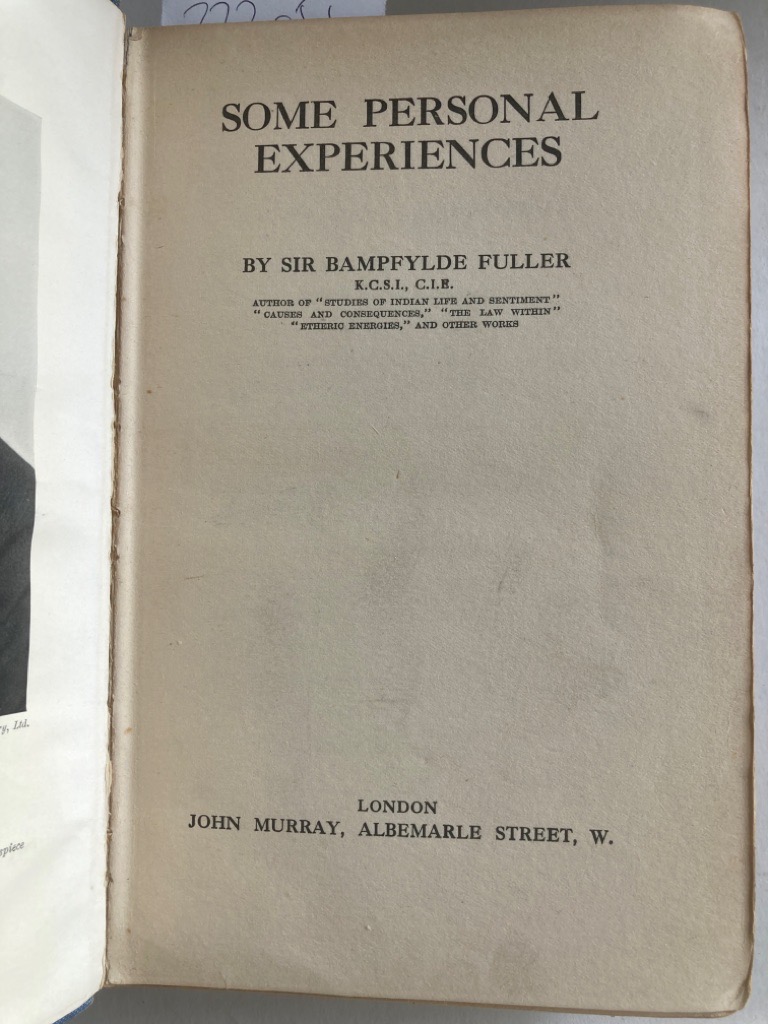 SOME PERSONAL
EXPERIENCES
BY SIR BAMPFYLDE FULLER
K.C.S.I., C.I.E.
AUTHOR OF "STUDIES OF INDIAN LIFE AND SENTIMENT"
"CAUSES AND CONSEQUENCES," "THE LAW WITHIN"
"ETHERIC ENERGIES," AND OTHER WORKS
LONDON
JOHN MURRAY, ALBEMARLE STREET, W.
Ltd.